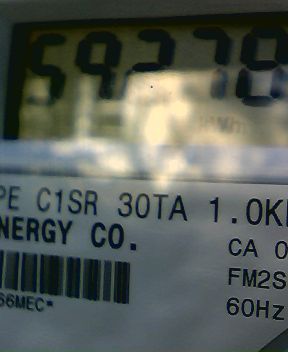 59278
PE C1SR 30TA 1.0K
NERGY CO.
CA 0
FM2S
66MEC*
60Hz